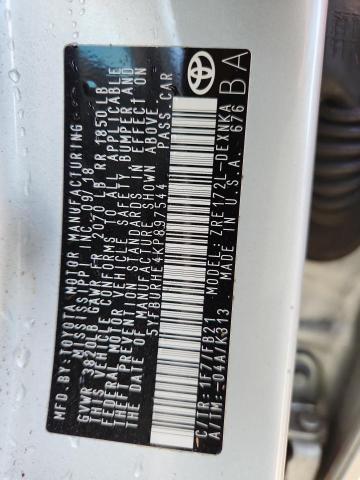 MFD.BY:TOYOTA MOTOR MANUFACTURING
MISSISSIPPI, INC.09/18
GVWR 3820LB GAWR FR 2070 LB RR 1850LB
THIS VEHICLE CONFORMS TO ALL APPLICABLE
FEDERAL MOTOR VEHICLE SAFETY BUMPER AND
THEFT PREVENTION STANDARDS IN EFFECT ON
THE DATE OF MANUFACTURE SHOWN ABOVE.
5YFBURHE4KP897544 PASS.CAR
C/TR:1F7/FB21 MODEL:ZRE172L-DEXNKA
A/TM:-04A/K313 MADE IN U.S.A. 676
BA